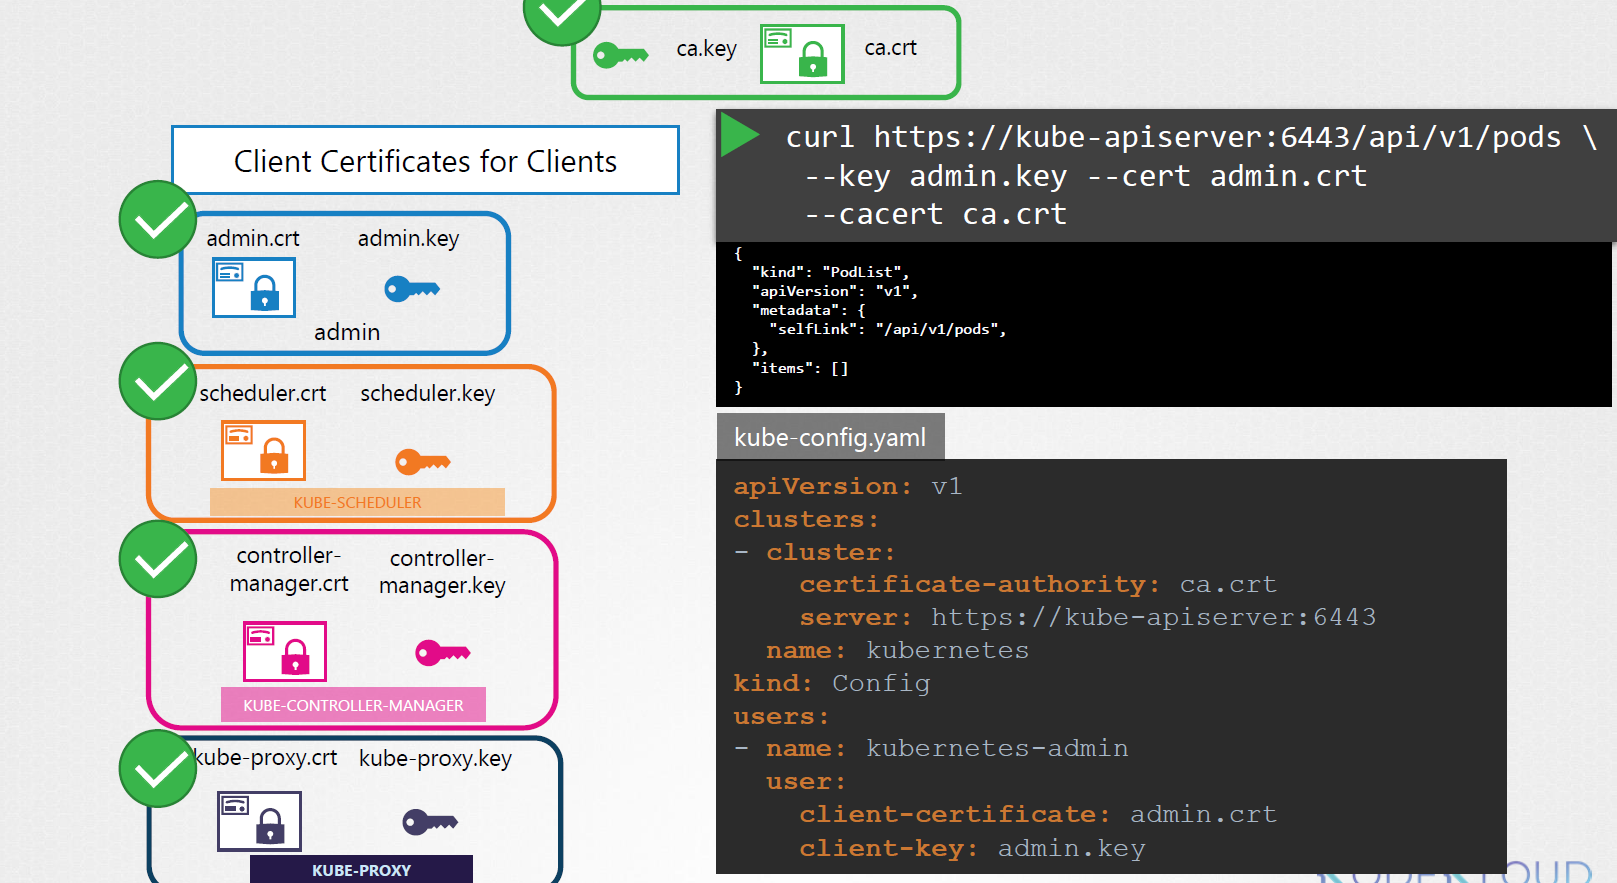 ca.key
ca.crt
Client Certificates for Clients
admin.crt
admin.key
admin
scheduler.crt
scheduler.key
KUBE-SCHEDULER
controller-
manager.crt
controller-
manager.key
KUBE-CONTROLLER-MANAGER
kube-proxy.crt
kube-proxy.key
KUBE-PROXY
curl https://kube-apiserver:6443/api/v1/pods \
--key admin.key --cert admin.crt
--cacert ca.crt
{
"kind": "PodList",
"apiVersion": "v1",
"metadata": {
"selfLink": "/api/v1/pods",
},
"items": []
}
kube-config.yaml
apiVersion: v1
clusters:
- cluster:
certificate-authority: ca.crt
server: https://kube-apiserver:6443
name: kubernetes
kind: Config
users:
- name: kubernetes-admin
user:
client-certificate: admin.crt
client-key: admin.key